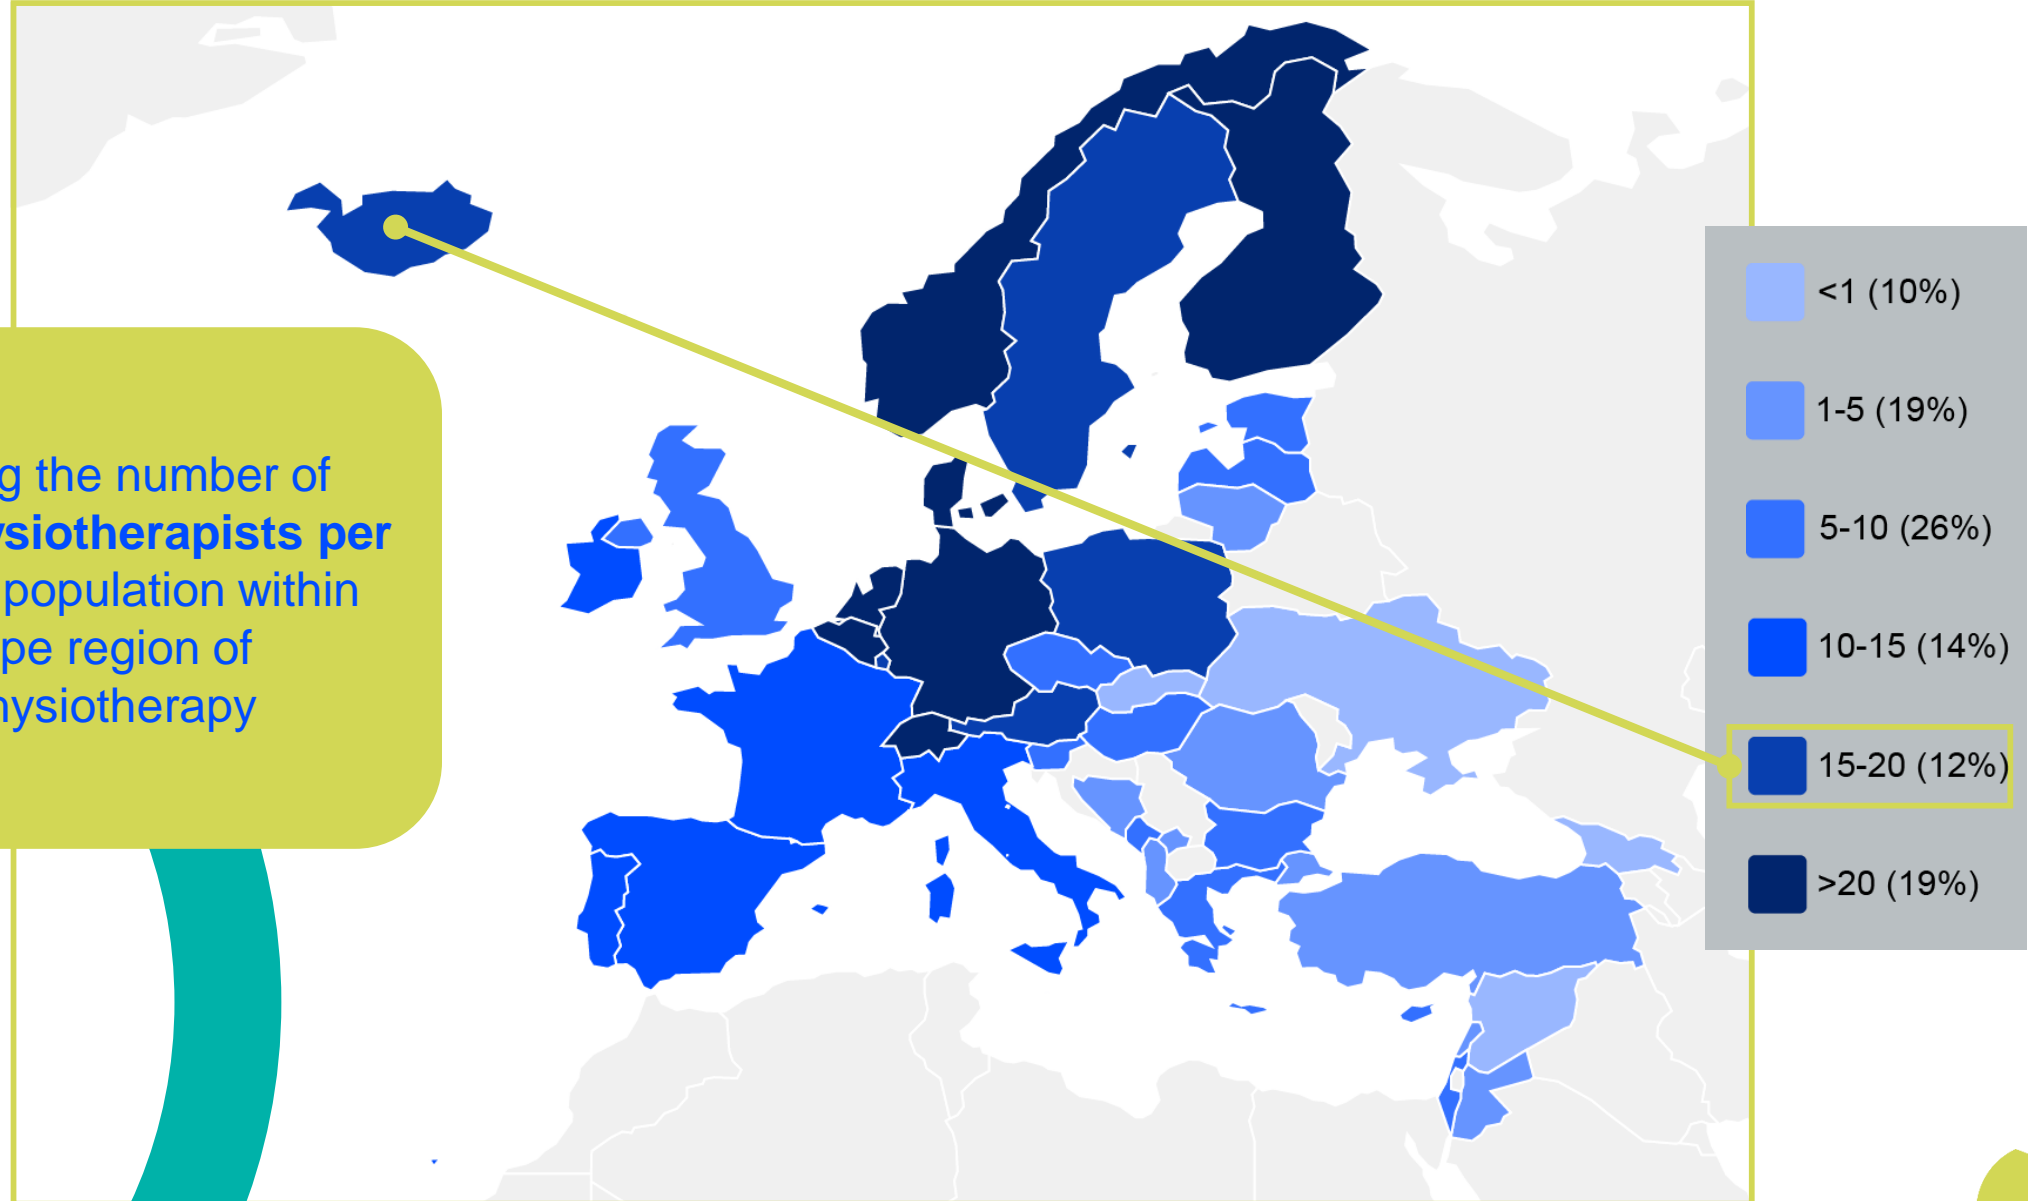 g the number of
ysiotherapists per
population within
pe region of
hysiotherapy
<1 (10%)
1-5 (19%)
5-10 (26%)
10-15 (14%)
15-20 (12%)
>20 (19%)